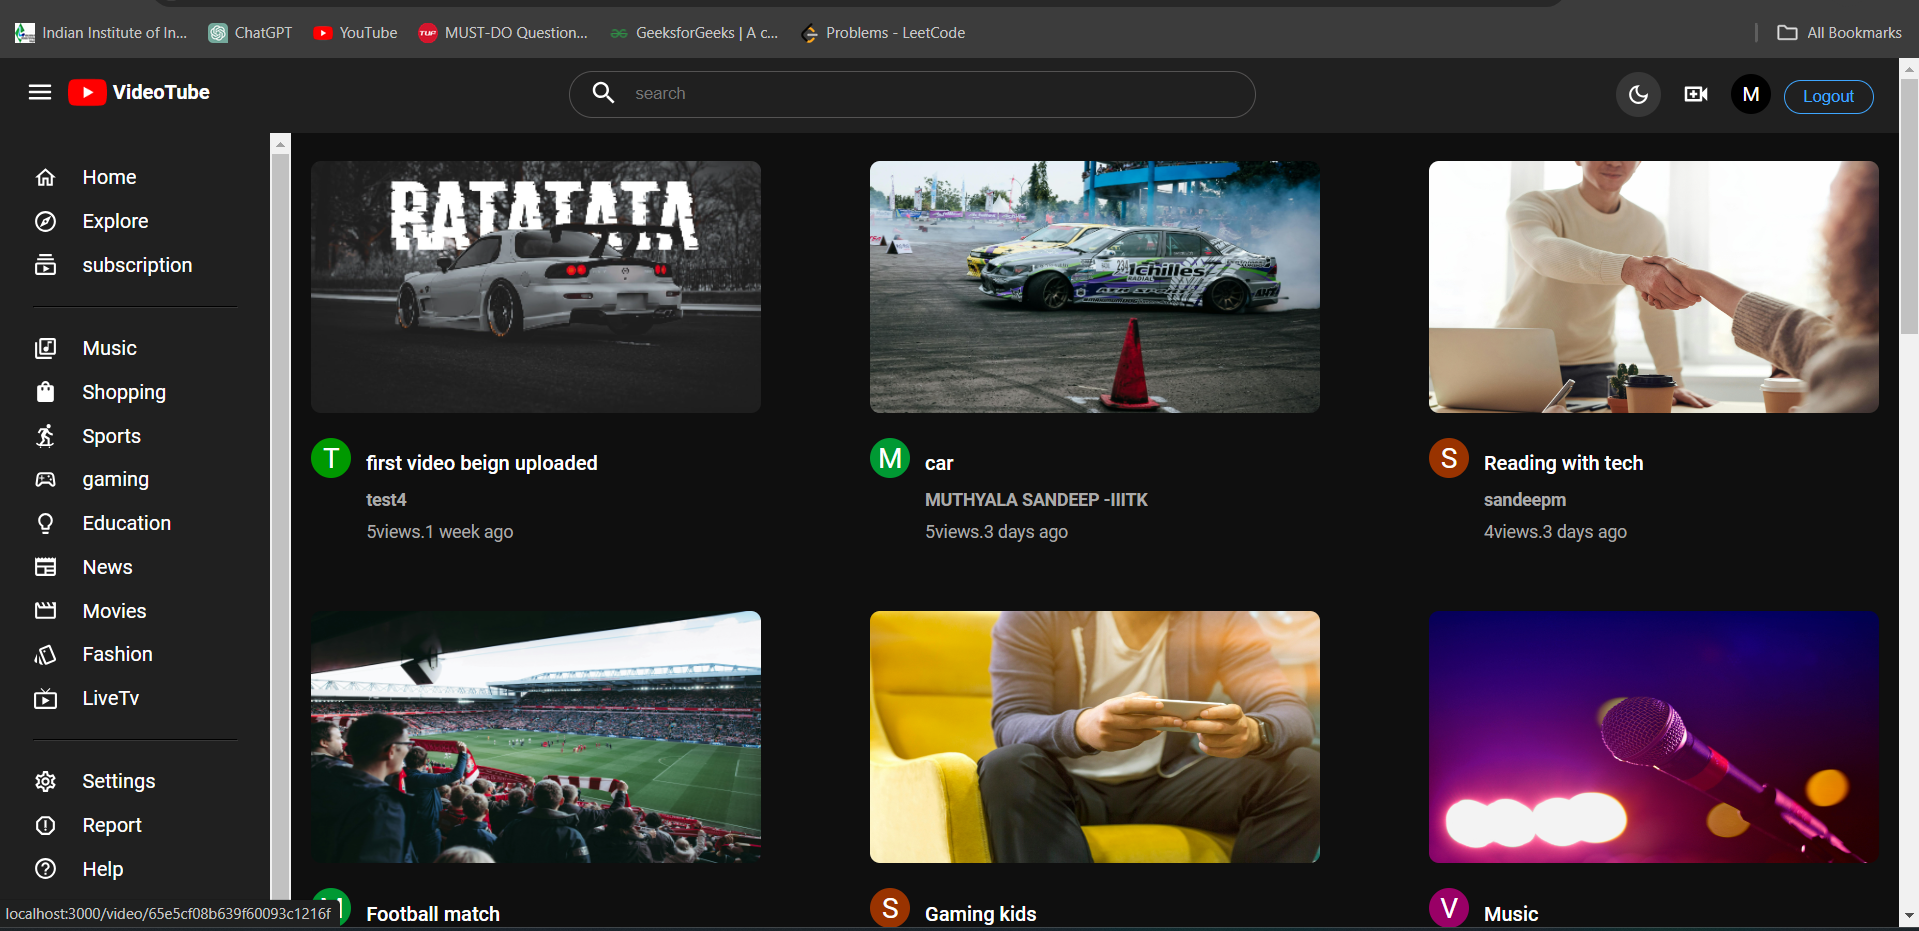 Indian Institute of In... ChatGPT YouTube TUF MUST-DO Question... GeeksforGeeks | A c... Problems - LeetCode All Bookmarks
VideoTube search M Logout
Home
Explore
subscription
Music
Shopping
Sports
gaming
Education
News
Movies
Fashion
LiveTv
Settings
Report
Help
RATATATA
234 Achilles
RADIAL
T first video beign uploaded
test4
5views.1 week ago
M car
MUTHYALA SANDEEP -IIITK
5views.3 days ago
S Reading with tech
sandeepm
4views.3 days ago
Football match
S Gaming kids
V Music
localhost:3000/video/65e5cf08b639f60093c1216f